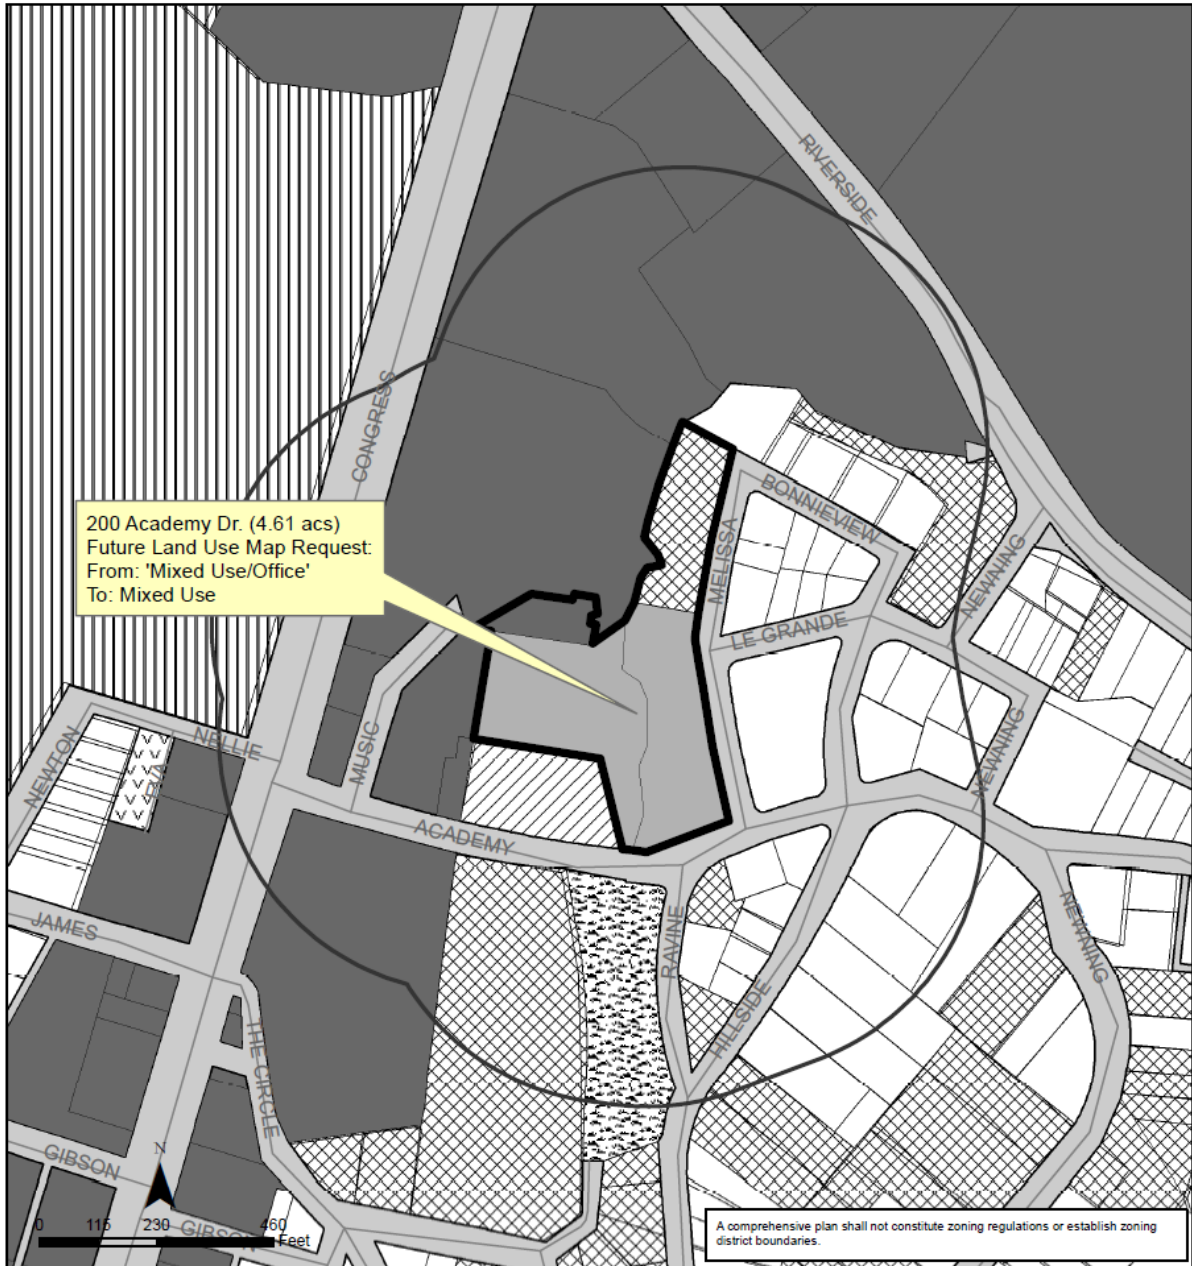 RIVERSIDE
CONGRESS
200 Academy Dr. (4.61 acs)
Future Land Use Map Request:
From: 'Mixed Use/Office'
To: Mixed Use
BONNIEVIEW
MELISSA
NEWNING
LE GRANDE
NEWTON
NELLIE
MUSIC
NEWNING
ACADEMY
JAMES
RAVINE
NEWNING
HILLSIDE
THE CIRCLE
GIBSON
N
0 115 230 460
Feet
GIBSON
A comprehensive plan shall not constitute zoning regulations or establish zoning
district boundaries.